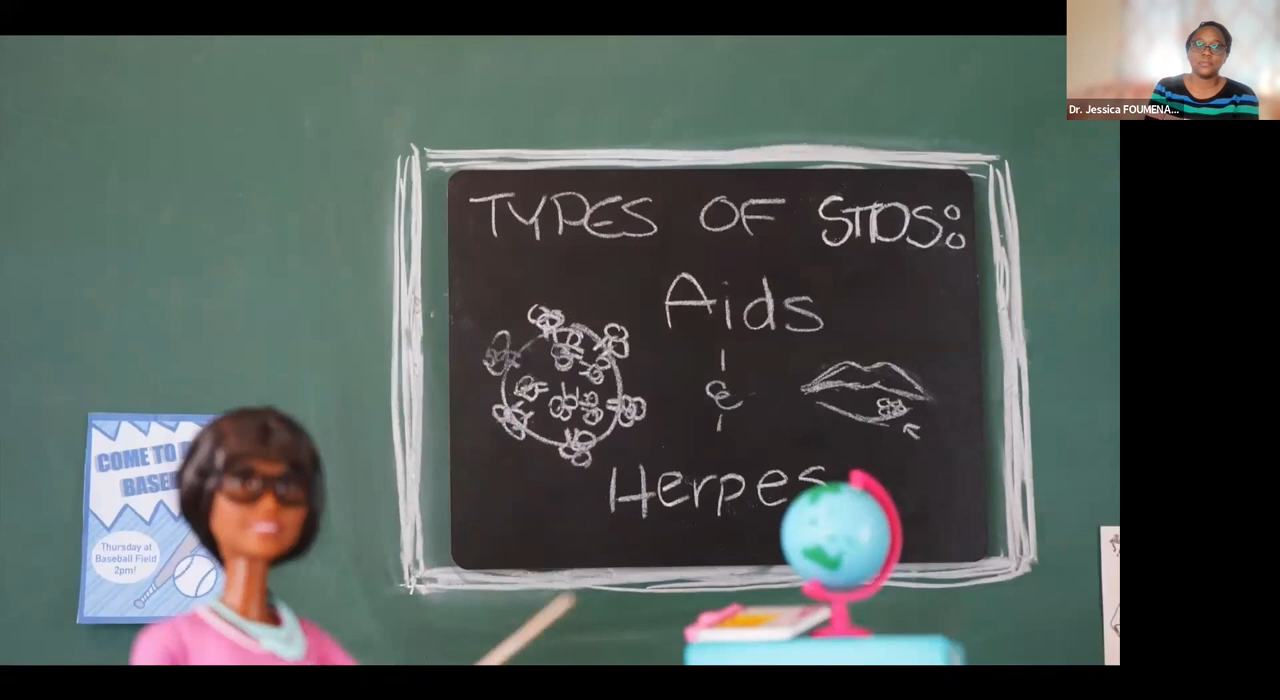 Dr. Jessica FOUMENA...
TYPES OF STDS:
Aids
&
Herpes
COME TO
BASE
Thursday at
Baseball Field
2pm!